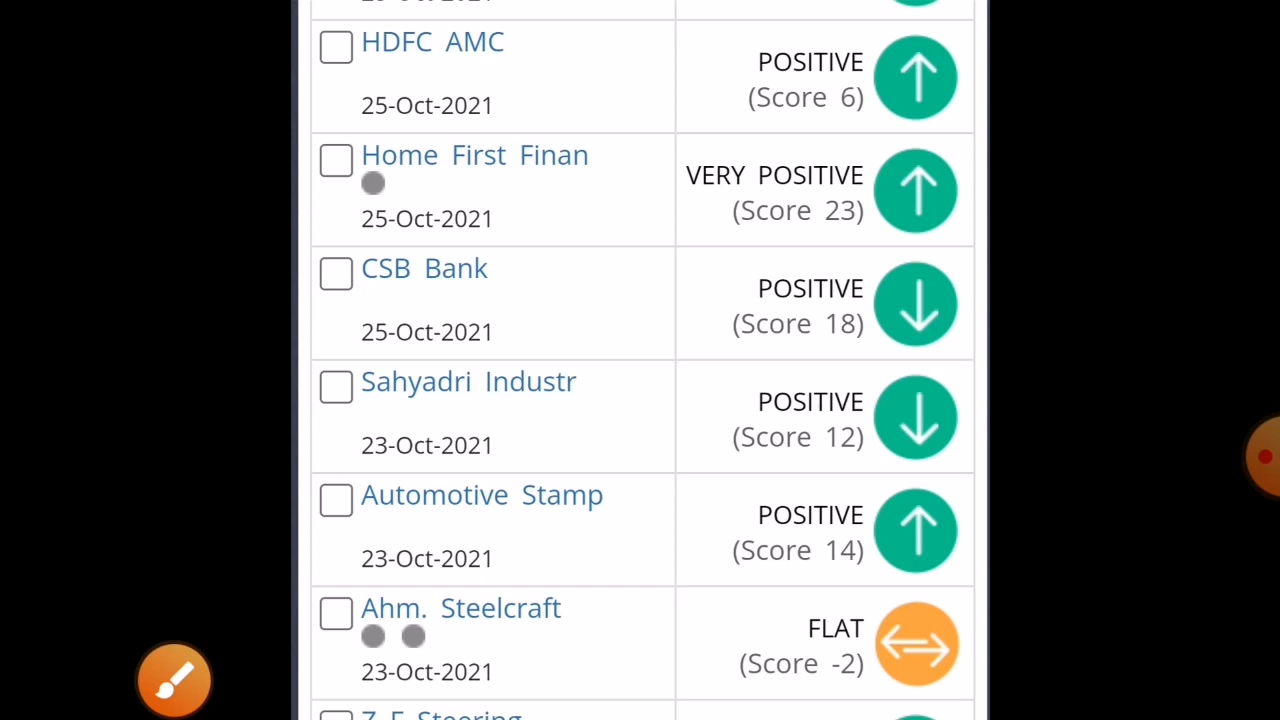 HDFC AMC
POSITIVE
(Score 6)
25-Oct-2021
Home First Finan
VERY POSITIVE
(Score 23)
25-Oct-2021
CSB Bank
POSITIVE
(Score 18)
25-Oct-2021
Sahyadri Industr
POSITIVE
(Score 12)
23-Oct-2021
Automotive Stamp
POSITIVE
(Score 14)
23-Oct-2021
Ahm. Steelcraft
FLAT
(Score -2)
23-Oct-2021
Z F Steering